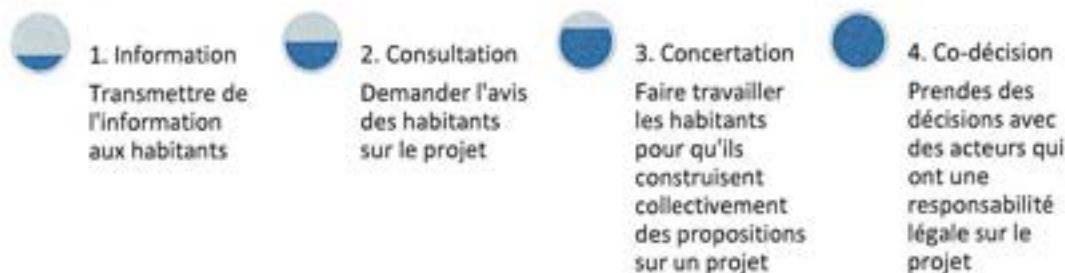 1. Information
Transmettre de
l'information
aux habitants
2. Consultation
Demander l'avis
des habitants
sur le projet
3. Concertation
Faire travailler
les habitants
pour qu'ils
construisent
collectivement
des propositions
sur un projet
4. Co-décision
Prendes des
décisions avec
des acteurs qui
ont une
responsabilité
légale sur le
projet